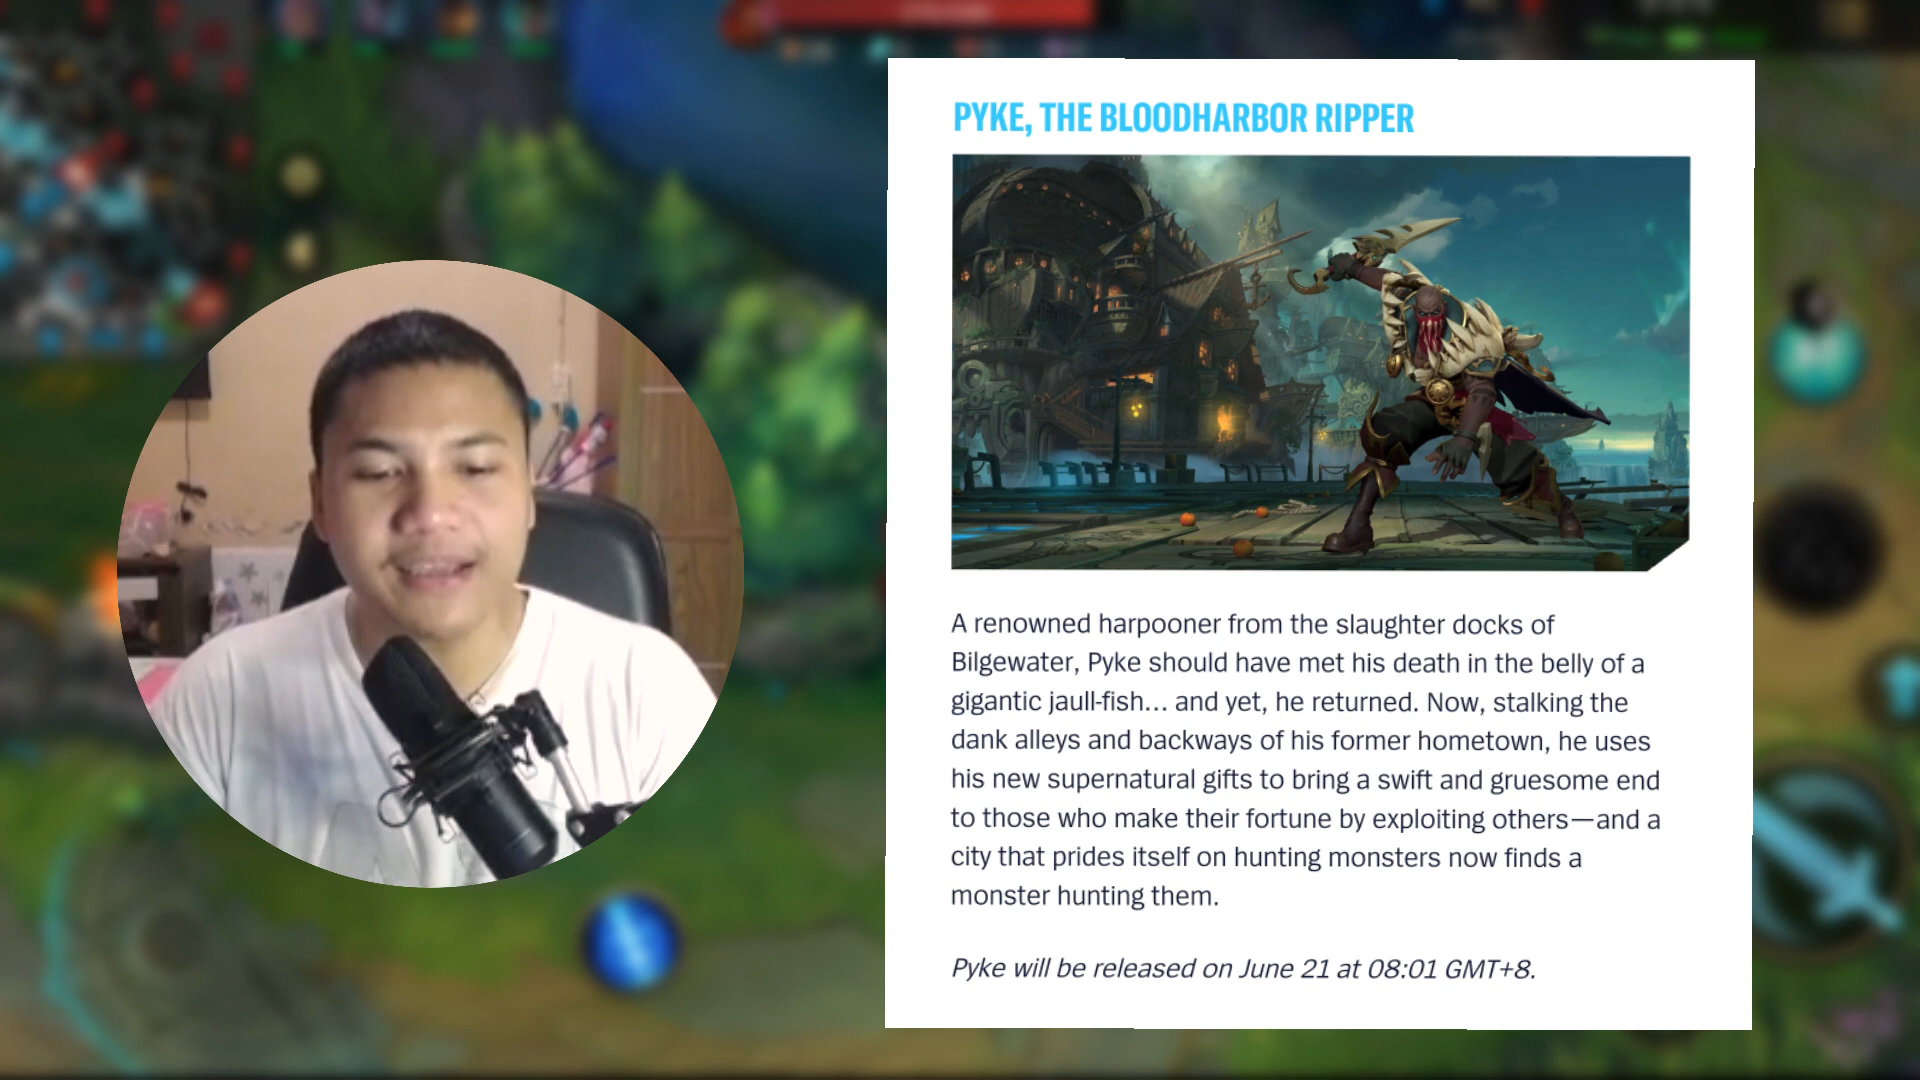 PYKE, THE BLOODHARBOR RIPPER
A renowned harpooner from the slaughter docks of
Bilgewater, Pyke should have met his death in the belly of a
gigantic jaull-fish... and yet, he returned. Now, stalking the
dank alleys and backways of his former hometown, he uses
his new supernatural gifts to bring a swift and gruesome end
to those who make their fortune by exploiting others—and a
city that prides itself on hunting monsters now finds a
monster hunting them.
Pyke will be released on June 21 at 08:01 GMT+8.